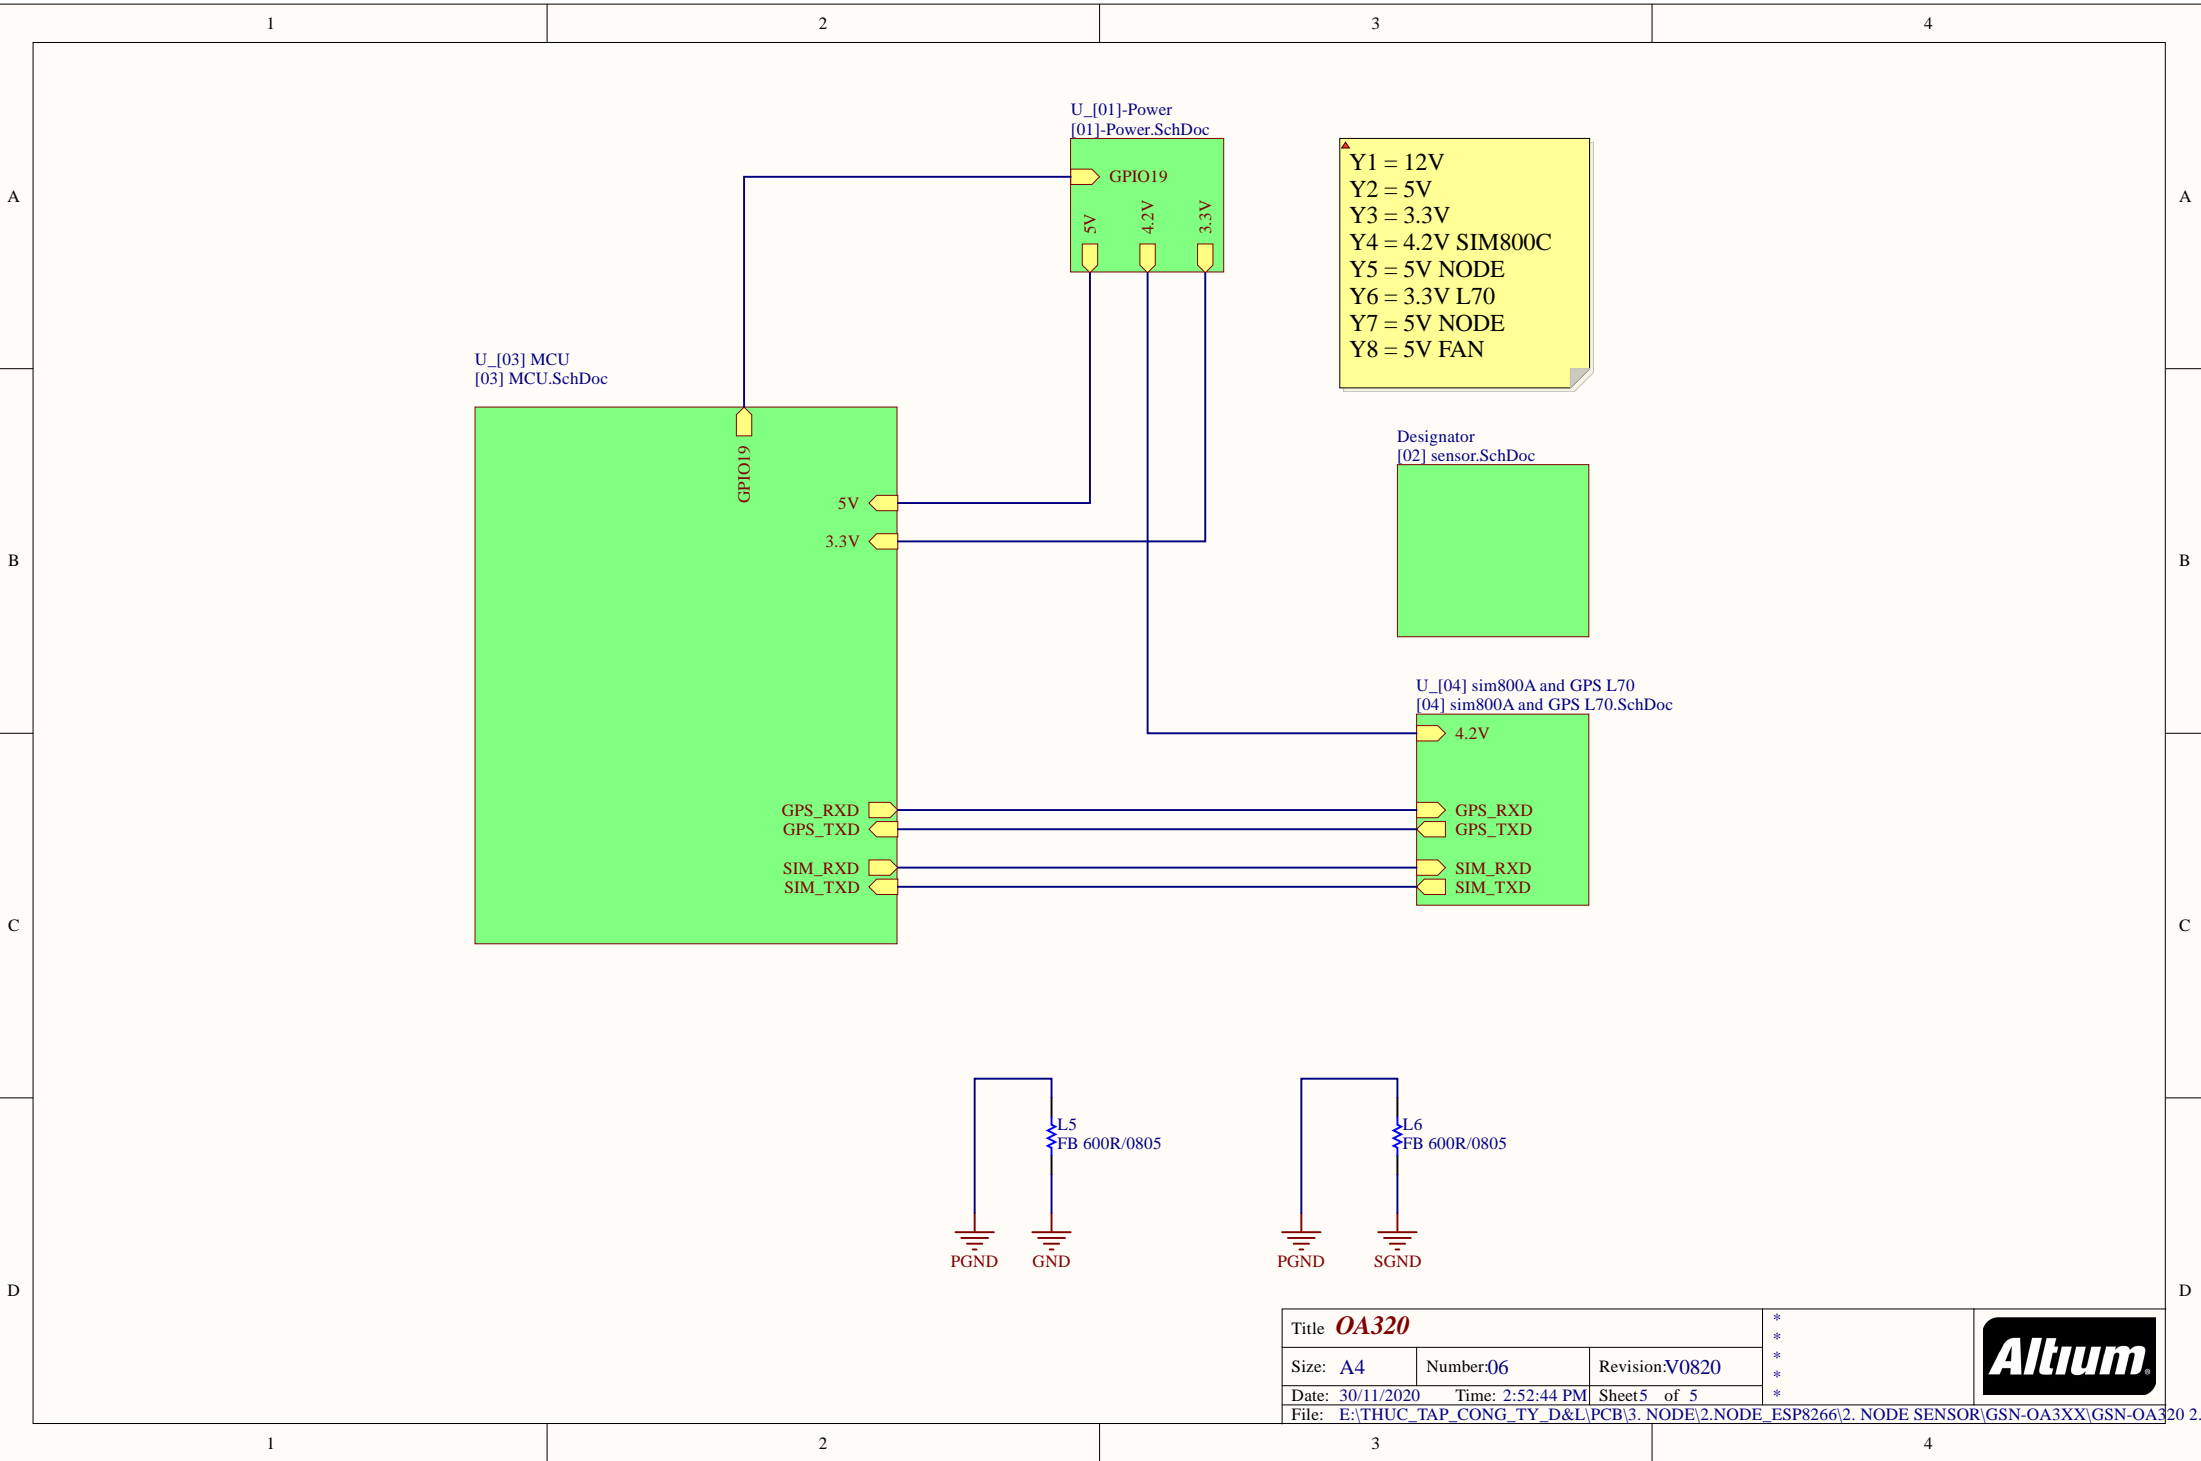 1 2 3 4
A A
B B
C C
D D
U_[01]-Power
[01]-Power.SchDoc
GPIO19
5V
4.2V
3.3V
Y1 = 12V
Y2 = 5V
Y3 = 3.3V
Y4 = 4.2V SIM800C
Y5 = 5V NODE
Y6 = 3.3V L70
Y7 = 5V NODE
Y8 = 5V FAN
U_[03] MCU
[03] MCU.SchDoc
GPIO19
5V
3.3V
GPS_RXD
GPS_TXD
SIM_RXD
SIM_TXD
Designator
[02] sensor.SchDoc
U_[04] sim800A and GPS L70
[04] sim800A and GPS L70.SchDoc
4.2V
GPS_RXD
GPS_TXD
SIM_RXD
SIM_TXD
L5
FB 600R/0805
PGND
GND
L6
FB 600R/0805
PGND
SGND
Title OA320
Size: A4 Number:06 Revision:V0820
Date: 30/11/2020 Time: 2:52:44 PM Sheet5 of 5
File: E:\THUC_TAP_CONG_TY_D&L\PCB\3. NODE\2.NODE_ESP8266\2. NODE SENSOR\GSN-OA3XX\GSN-OA320 2.
*
*
*
*
*
Altium
1 2 3 4